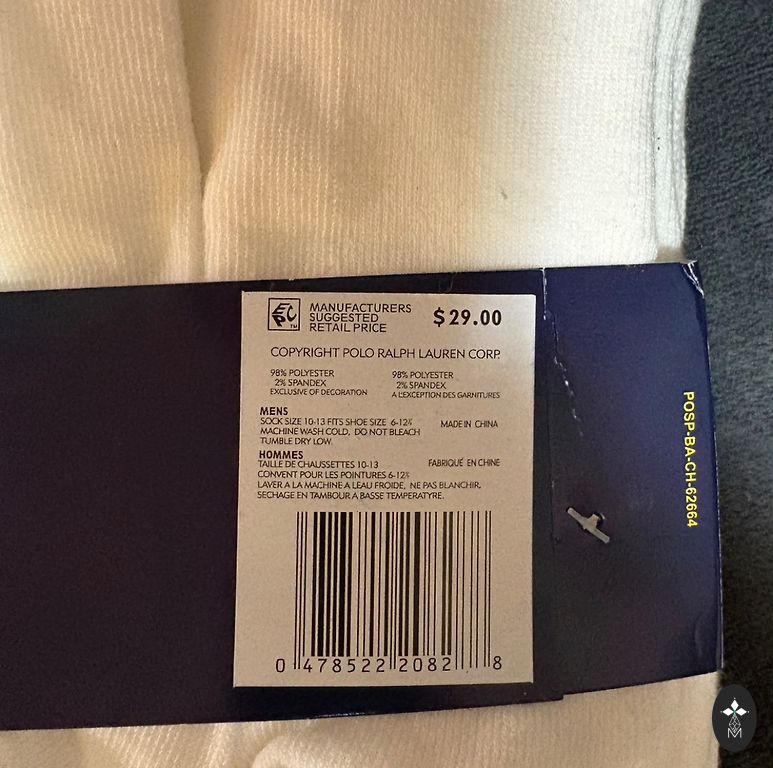 MANUFACTURERS
SUGGESTED
RETAIL PRICE
$29.00
COPYRIGHT POLO RALPH LAUREN CORP.
98% POLYESTER
2% SPANDEX
EXCLUSIVE OF DECORATION
98% POLYESTER
2% SPANDEX
A L'EXCEPTION DES GARNITURES
MENS
SOCK SIZE 10-13 FITS SHOE SIZE 6-12½
MACHINE WASH COLD, DO NOT BLEACH
TUMBLE DRY LOW.
MADE IN CHINA
HOMMES
TAILLE DE CHAUSSETTES 10-13
CONVENT POUR LES POINTURES 6-12½
LAVER A LA MACHINE A LEAU FROIDE, NE PAS BLANCHIR,
SECHAGE EN TAMBOUR A BASSE TEMPERATYRE.
FABRIQUÉ EN CHINE
0 478522 2082 8
POSP-BA-CH-62664
M